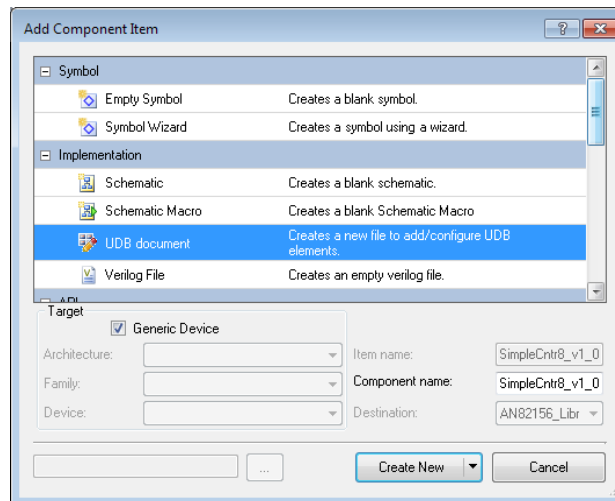 Add Component Item
Symbol
Empty Symbol Creates a blank symbol.
Symbol Wizard Creates a symbol using a wizard.
Implementation
Schematic Creates a blank schematic.
Schematic Macro Creates a blank Schematic Macro
UDB document Creates a new file to add/configure UDB
elements.
Verilog File Creates an empty verilog file.
API
Target
Generic Device
Architecture: Item name: SimpleCntr8_v1_0
Family: Component name: SimpleCntr8_v1_0
Device: Destination: AN82156_Libr
... Create New Cancel